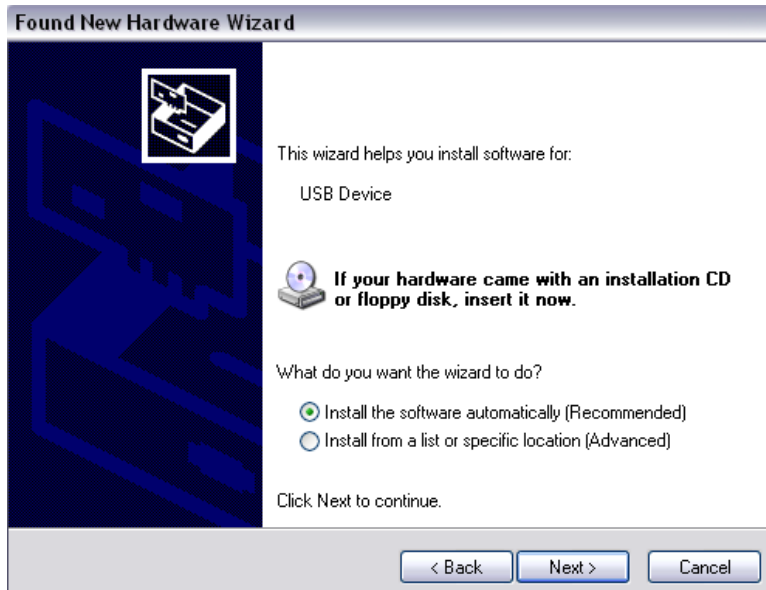 Found New Hardware Wizard
This wizard helps you install software for:
USB Device
If your hardware came with an installation CD
or floppy disk, insert it now.
What do you want the wizard to do?
Install the software automatically (Recommended)
Install from a list or specific location (Advanced)
Click Next to continue.
< Back Next > Cancel